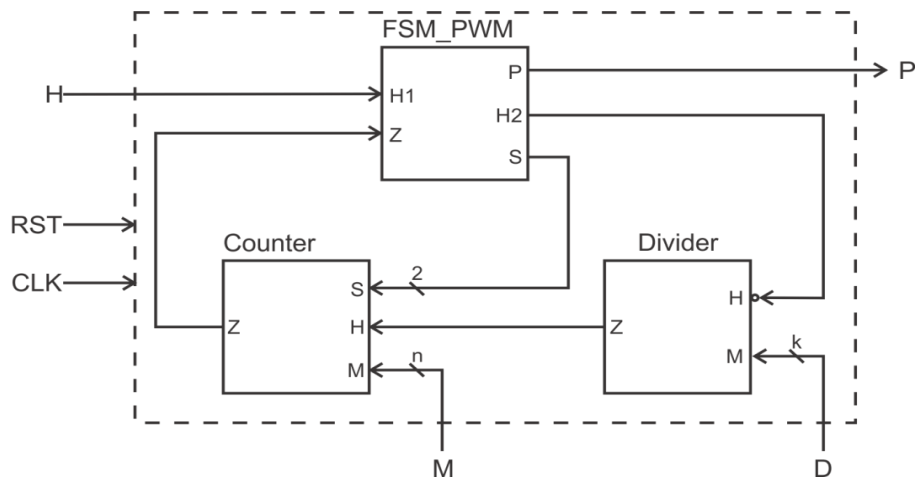 FSM_PWM
P
P
H
H1
H2
Z
S
RST
Counter
Divider
CLK
S
2
H
Z
H
Z
M
n
M
k
M
D